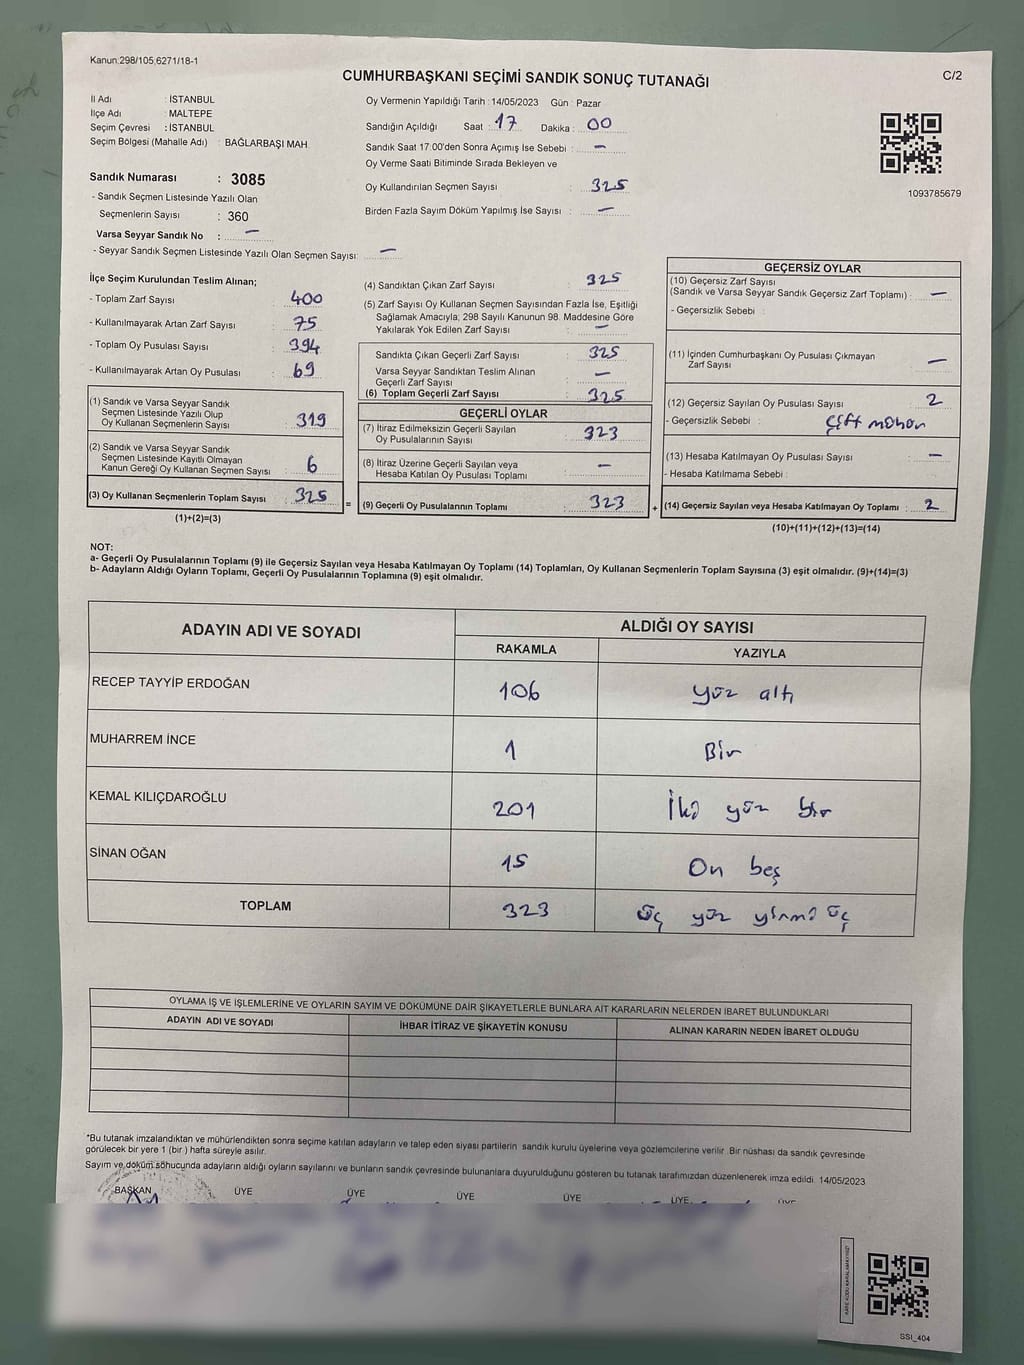 Kanun:298/105,6271/18-1
C/2
CUMHURBAŞKANI SEÇİMİ SANDIK SONUÇ TUTANAĞI
İl Adı : İSTANBUL
İlçe Adı : MALTEPE
Seçim Çevresi : İSTANBUL
Seçim Bölgesi (Mahalle Adı) : BAĞLARBAŞI MAH.
Oy Vermenin Yapıldığı Tarih : 14/05/2023 Gün : Pazar
Sandığın Açıldığı Saat : 17 Dakika : 00
Sandık Saat 17:00'den Sonra Açımış İse Sebebi : —
Oy Verme Saati Bitiminde Sırada Bekleyen ve
Oy Kullandırılan Seçmen Sayısı : 325
Birden Fazla Sayım Döküm Yapılmış İse Sayısı : —
1093785679
Sandık Numarası : 3085
- Sandık Seçmen Listesinde Yazılı Olan
Seçmenlerin Sayısı : 360
Varsa Seyyar Sandık No : —
- Seyyar Sandık Seçmen Listesinde Yazılı Olan Seçmen Sayısı: —
İlçe Seçim Kurulundan Teslim Alınan;
- Toplam Zarf Sayısı : 400
- Kullanılmayarak Artan Zarf Sayısı : 75
- Toplam Oy Pusulası Sayısı : 394
- Kullanılmayarak Artan Oy Pusulası : 69
(1) Sandık ve Varsa Seyyar Sandık
Seçmen Listesinde Yazılı Olup
Oy Kullanan Seçmenlerin Sayısı : 319
(2) Sandık ve Varsa Seyyar Sandık
Seçmen Listesinde Kayıtlı Olmayan
Kanun Gereği Oy Kullanan Seçmen Sayısı : 6
(3) Oy Kullanan Seçmenlerin Toplam Sayısı : 325
(1)+(2)=(3)
=
(4) Sandıktan Çıkan Zarf Sayısı : 325
(5) Zarf Sayısı Oy Kullanan Seçmen Sayısından Fazla İse, Eşitliği
Sağlamak Amacıyla; 298 Sayılı Kanunun 98. Maddesine Göre
Yakılarak Yok Edilen Zarf Sayısı : —
Sandıkta Çıkan Geçerli Zarf Sayısı : 325
Varsa Seyyar Sandıktan Teslim Alınan
Geçerli Zarf Sayısı : —
(6) Toplam Geçerli Zarf Sayısı : 325
GEÇERLİ OYLAR
(7) İtiraz Edilmeksizin Geçerli Sayılan
Oy Pusulalarının Sayısı : 323
(8) İtiraz Üzerine Geçerli Sayılan veya
Hesaba Katılan Oy Pusulası Toplamı : —
(9) Geçerli Oy Pusulalarının Toplamı : 323
+
GEÇERSİZ OYLAR
(10) Geçersiz Zarf Sayısı
(Sandık ve Varsa Seyyar Sandık Geçersiz Zarf Toplamı) : —
- Geçersizlik Sebebi :
(11) İçinden Cumhurbaşkanı Oy Pusulası Çıkmayan
Zarf Sayısı : —
(12) Geçersiz Sayılan Oy Pusulası Sayısı : 2
- Geçersizlik Sebebi : Çift mühür
(13) Hesaba Katılmayan Oy Pusulası Sayısı : —
- Hesaba Katılmama Sebebi :
(14) Geçersiz Sayılan veya Hesaba Katılmayan Oy Toplamı : 2
(10)+(11)+(12)+(13)=(14)
NOT:
a- Geçerli Oy Pusulalarının Toplamı (9) ile Geçersiz Sayılan veya Hesaba Katılmayan Oy Toplamı (14) Toplamları, Oy Kullanan Seçmenlerin Toplam Sayısına (3) eşit olmalıdır. (9)+(14)=(3)
b- Adayların Aldığı Oyların Toplamı, Geçerli Oy Pusulalarının Toplamına (9) eşit olmalıdır.
ADAYIN ADI VE SOYADI
ALDIĞI OY SAYISI
RAKAMLA YAZIYLA
RECEP TAYYİP ERDOĞAN 106 yüz altı
MUHARREM İNCE 1 Bir
KEMAL KILIÇDAROĞLU 201 İki yüz bir
SİNAN OĞAN 15 On beş
TOPLAM 323 üç yüz yirmi üç
OYLAMA İŞ VE İŞLEMLERİNE VE OYLARIN SAYIM VE DÖKÜMÜNE DAİR ŞİKAYETLERLE BUNLARA AİT KARARLARIN NELERDEN İBARET BULUNDUKLARI
ADAYIN ADI VE SOYADI İHBAR İTİRAZ VE ŞİKAYETİN KONUSU ALINAN KARARIN NEDEN İBARET OLDUĞU
*Bu tutanak imzalandıktan ve mühürlendikten sonra seçime katılan adayların ve talep eden siyasi partilerin sandık kurulu üyelerine veya gözlemcilerine verilir. Bir nüshası da sandık çevresinde
görülecek bir yere 1 (bir ) hafta süreyle asılır.
Sayım ve döküm sonucunda adayların aldığı oyların sayılarını ve bunların sandık çevresinde bulunanlara duyurulduğunu gösteren bu tutanak tarafımızdan düzenlenerek imza edildi. 14/05/2023
BAŞKAN ÜYE ÜYE ÜYE ÜYE ÜYE ÜYE
KARE KODU KARALAMAYINIZ!
SSI_404